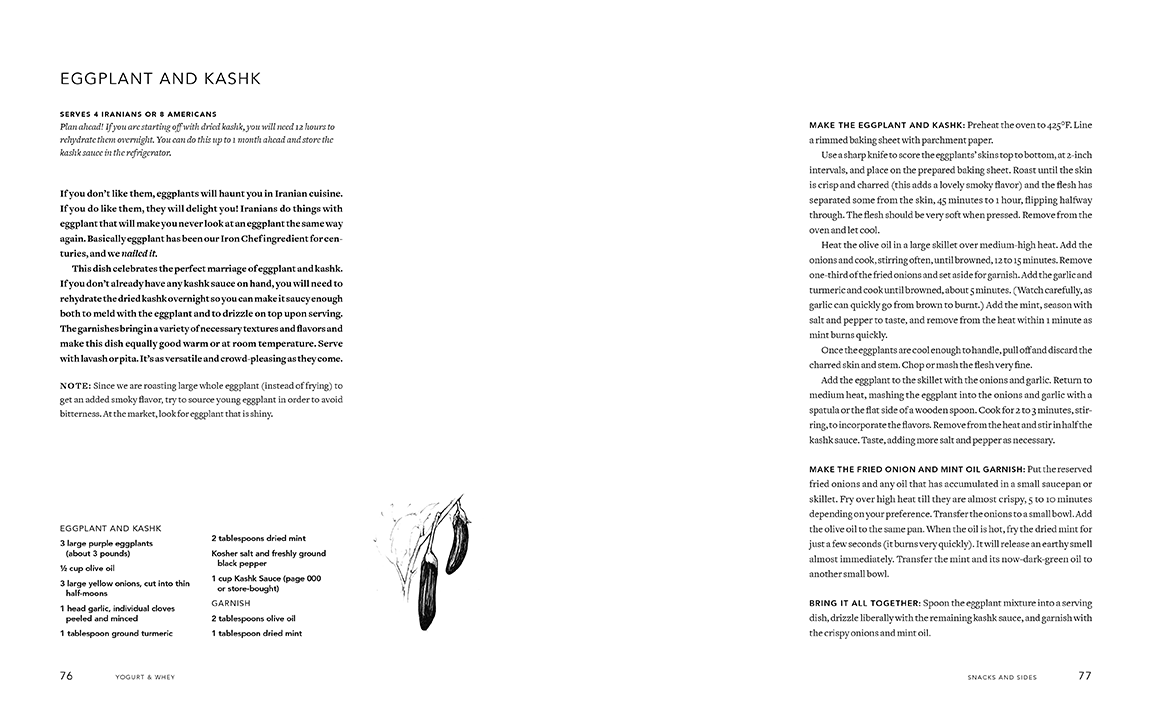 EGGPLANT AND KASHK
SERVES 4 IRANIANS OR 8 AMERICANS
Plan ahead! If you are starting off with dried kashk, you will need 12 hours to
rehydrate them overnight. You can do this up to 1 month ahead and store the
kashk sauce in the refrigerator.
If you don't like them, eggplants will haunt you in Iranian cuisine.
If you do like them, they will delight you! Iranians do things with
eggplant that will make you never look at an eggplant the same way
again. Basically eggplant has been our Iron Chef ingredient for cen-
turies, and we nailed it.
This dish celebrates the perfect marriage of eggplant and kashk.
If you don't already have any kashk sauce on hand, you will need to
rehydrate the dried kashk overnight so you can make it saucy enough
both to meld with the eggplant and to drizzle on top upon serving.
The garnishes bring in a variety of necessary textures and flavors and
make this dish equally good warm or at room temperature. Serve
with lavash or pita. It's as versatile and crowd-pleasing as they come.
NOTE: Since we are roasting large whole eggplant (instead of frying) to
get an added smoky flavor, try to source young eggplant in order to avoid
bitterness. At the market, look for eggplant that is shiny.
EGGPLANT AND KASHK
3 large purple eggplants
(about 3 pounds)
½ cup olive oil
3 large yellow onions, cut into thin
half-moons
1 head garlic, individual cloves
peeled and minced
1 tablespoon ground turmeric
2 tablespoons dried mint
Kosher salt and freshly ground
black pepper
1 cup Kashk Sauce (page 000
or store-bought)
GARNISH
2 tablespoons olive oil
1 tablespoon dried mint
76
YOGURT & WHEY
MAKE THE EGGPLANT AND KASHK: Preheat the oven to 425°F. Line
a rimmed baking sheet with parchment paper.
Use a sharp knife to score the eggplants' skins top to bottom, at 2-inch
intervals, and place on the prepared baking sheet. Roast until the skin
is crisp and charred (this adds a lovely smoky flavor) and the flesh has
separated some from the skin, 45 minutes to 1 hour, flipping halfway
through. The flesh should be very soft when pressed. Remove from the
oven and let cool.
Heat the olive oil in a large skillet over medium-high heat. Add the
onions and cook, stirring often, until browned, 12 to 15 minutes. Remove
one-third of the fried onions and set aside for garnish. Add the garlic and
turmeric and cook until browned, about 5 minutes. (Watch carefully, as
garlic can quickly go from brown to burnt.) Add the mint, season with
salt and pepper to taste, and remove from the heat within 1 minute as
mint burns quickly.
Once the eggplants are cool enough to handle, pull off and discard the
charred skin and stem. Chop or mash the flesh very fine.
Add the eggplant to the skillet with the onions and garlic. Return to
medium heat, mashing the eggplant into the onions and garlic with a
spatula or the flat side of a wooden spoon. Cook for 2 to 3 minutes, stir-
ring, to incorporate the flavors. Remove from the heat and stir in half the
kashk sauce. Taste, adding more salt and pepper as necessary.
MAKE THE FRIED ONION AND MINT OIL GARNISH: Put the reserved
fried onions and any oil that has accumulated in a small saucepan or
skillet. Fry over high heat till they are almost crispy, 5 to 10 minutes
depending on your preference. Transfer the onions to a small bowl. Add
the olive oil to the same pan. When the oil is hot, fry the dried mint for
just a few seconds (it burns very quickly). It will release an earthy smell
almost immediately. Transfer the mint and its now-dark-green oil to
another small bowl.
BRING IT ALL TOGETHER: Spoon the eggplant mixture into a serving
dish, drizzle liberally with the remaining kashk sauce, and garnish with
the crispy onions and mint oil.
SNACKS AND SIDES
77